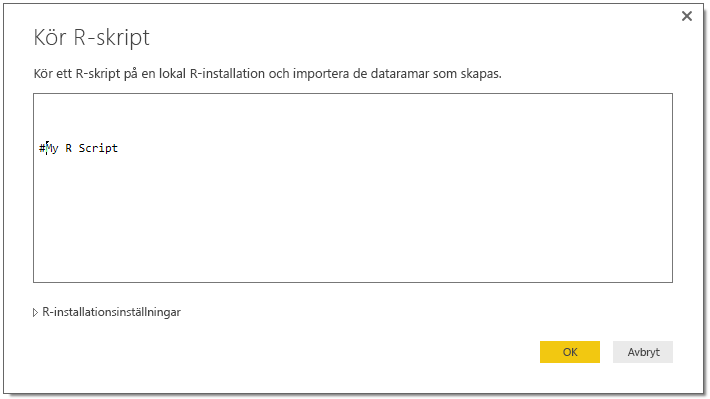 Kör R-skript
Kör ett R-skript på en lokal R-installation och importera de dataramar som skapas.
#My R Script
R-installationsinställningar
OK
Avbryt